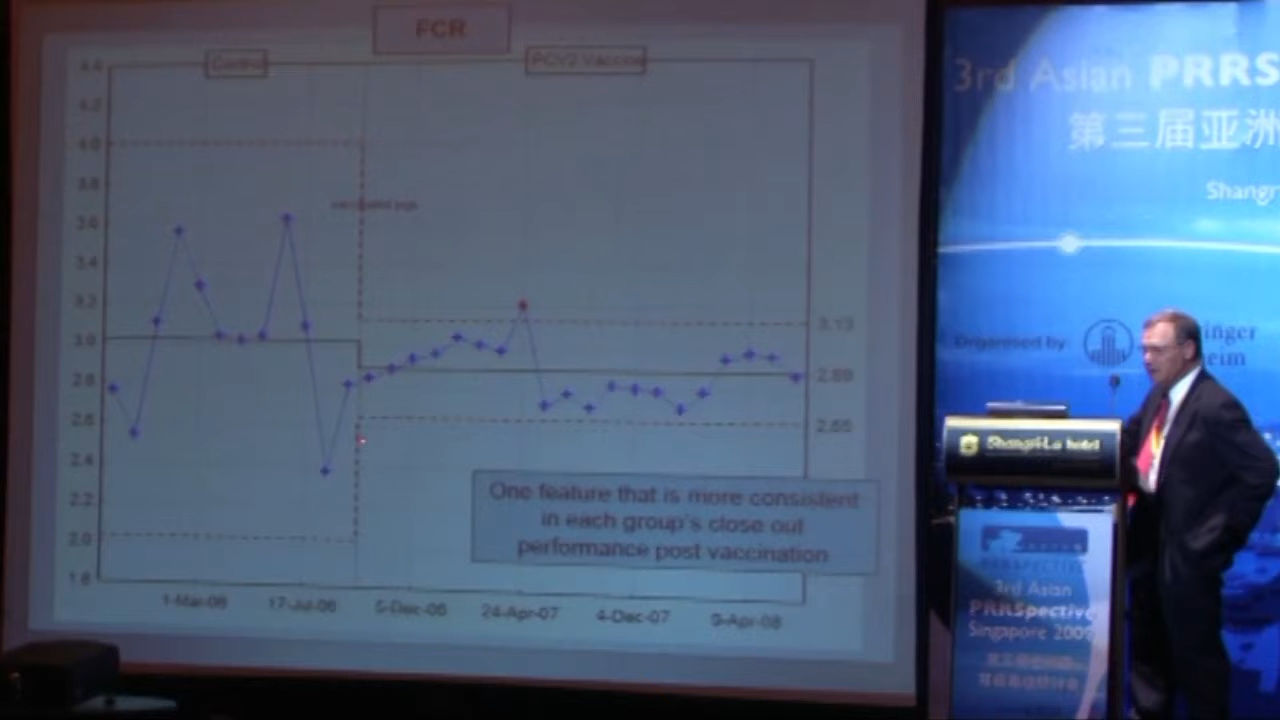 FCR
Control
PCV2 Vaccine
4.4
4.2
4.0
3.8
3.6
3.4
3.2
3.0
2.8
2.6
2.4
2.2
2.0
1.8
vaccinated pigs
3.13
2.89
2.65
One feature that is more consistent
in each group's close out
performance post vaccination
1-Mar-06
17-Jul-06
5-Dec-06
24-Apr-07
4-Dec-07
9-Apr-08
3rd Asian PRRS
第三届亚洲
Shangr
Organised by:
inger
heim
Shangri-La hotel
3rd Asian
PRRSpective
Singapore 2009